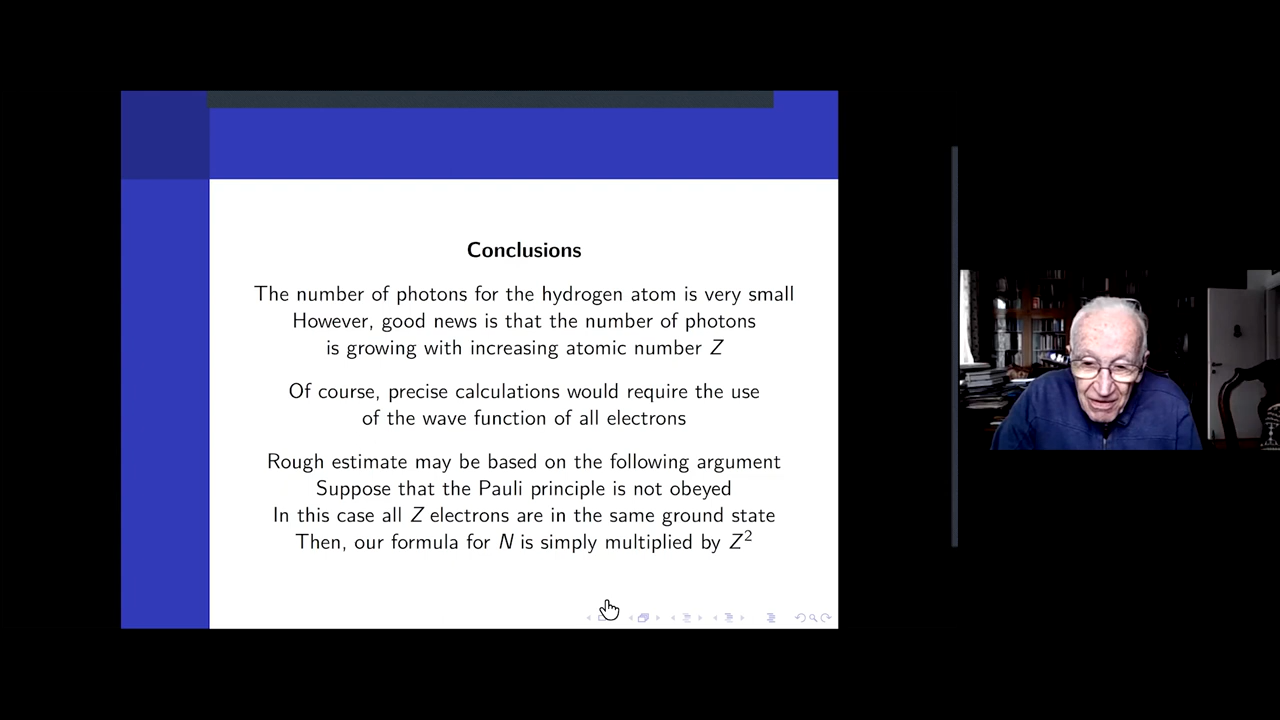 Conclusions
The number of photons for the hydrogen atom is very small
However, good news is that the number of photons
is growing with increasing atomic number Z
Of course, precise calculations would require the use
of the wave function of all electrons
Rough estimate may be based on the following argument
Suppose that the Pauli principle is not obeyed
In this case all Z electrons are in the same ground state
Then, our formula for N is simply multiplied by Z²